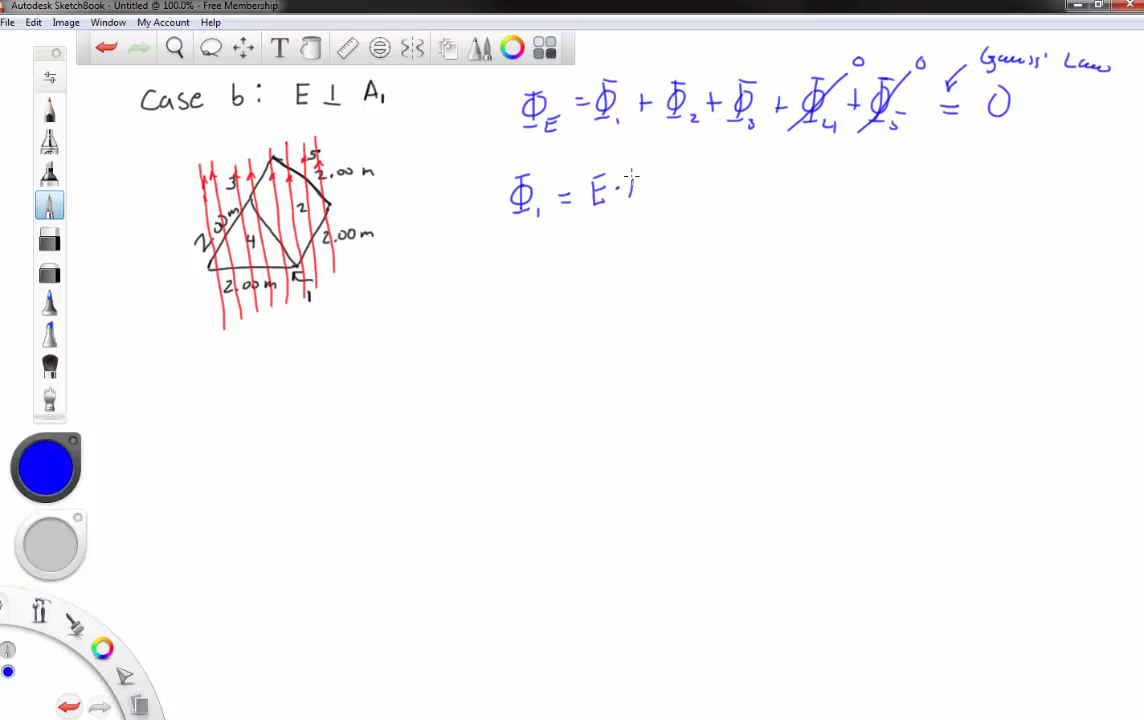 Autodesk SketchBook - Untitled @ 100.0% - Free Membership
File Edit Image Window My Account Help
T
Case b: E ⊥ A₁
Φ_E = Φ₁ + Φ₂ + Φ₃ + Φ₄ + Φ₅ = 0
0 0
Gauss' Law
Φ₁ = E ·
5
2.00 m
3
2
2.00 m
4
2.00 m
2.00 m
1